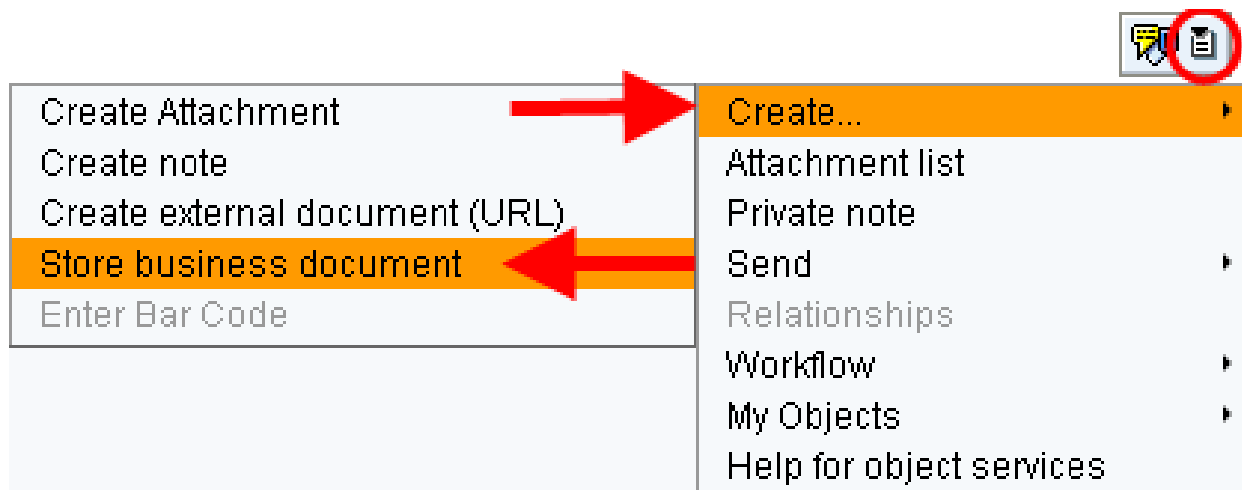 Create Attachment
Create note
Create external document (URL)
Store business document
Enter Bar Code
Create...
Attachment list
Private note
Send
Relationships
Workflow
My Objects
Help for object services